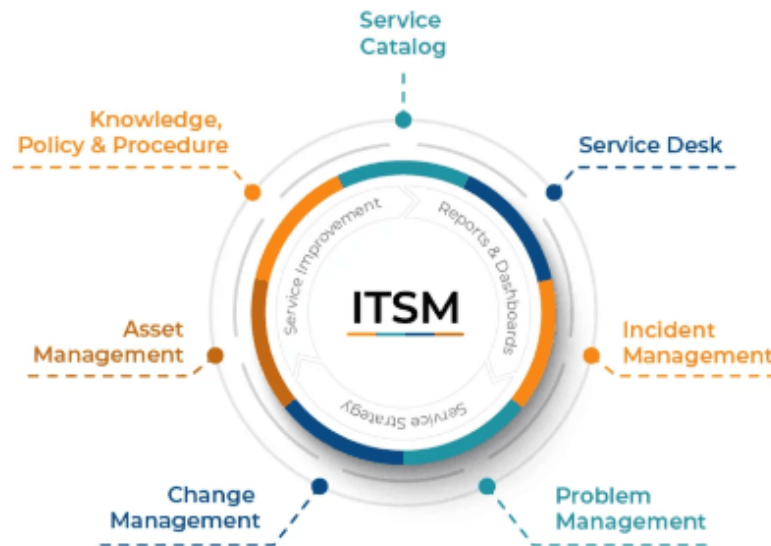 Service
Catalog
Knowledge,
Policy & Procedure
Service Desk
Service Improvement
Reports & Dashboards
ITSM
Asset
Management
Incident
Management
Service Strategy
Change
Management
Problem
Management